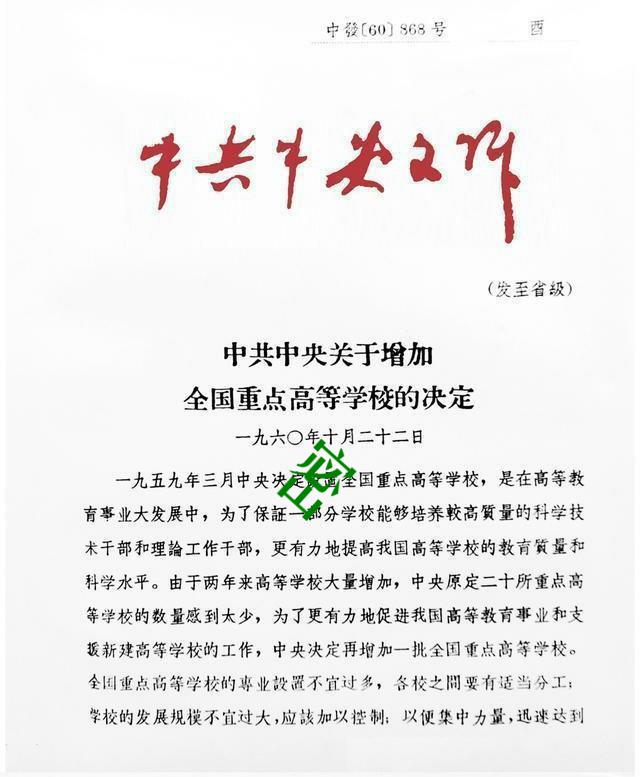 中發〔60〕868号 酉
中共中央文件
(发至省級)
中共中央关于增加
全国重点高等学校的决定
一九六〇年十月二十二日
一九五九年三月中央决定 全国重点高等学校，是在高等教
育事业大发展中，为了保証一部分学校能够培养較高質量的科学技
术干部和理論工作干部，更有力地提高我国高等学校的教育質量和
科学水平。由于两年来高等学校大量增加，中央原定二十所重点高
等学校的数量感到太少，为了更有力地促进我国高等教育事业和支
援新建高等学校的工作，中央决定再增加一批全国重点高等学校。
全国重点高等学校的專业設置不宜过多，各校之間要有适当分工；
学校的发展規模不宜过大，应該加以控制；以便集中力量，迅速达到
密